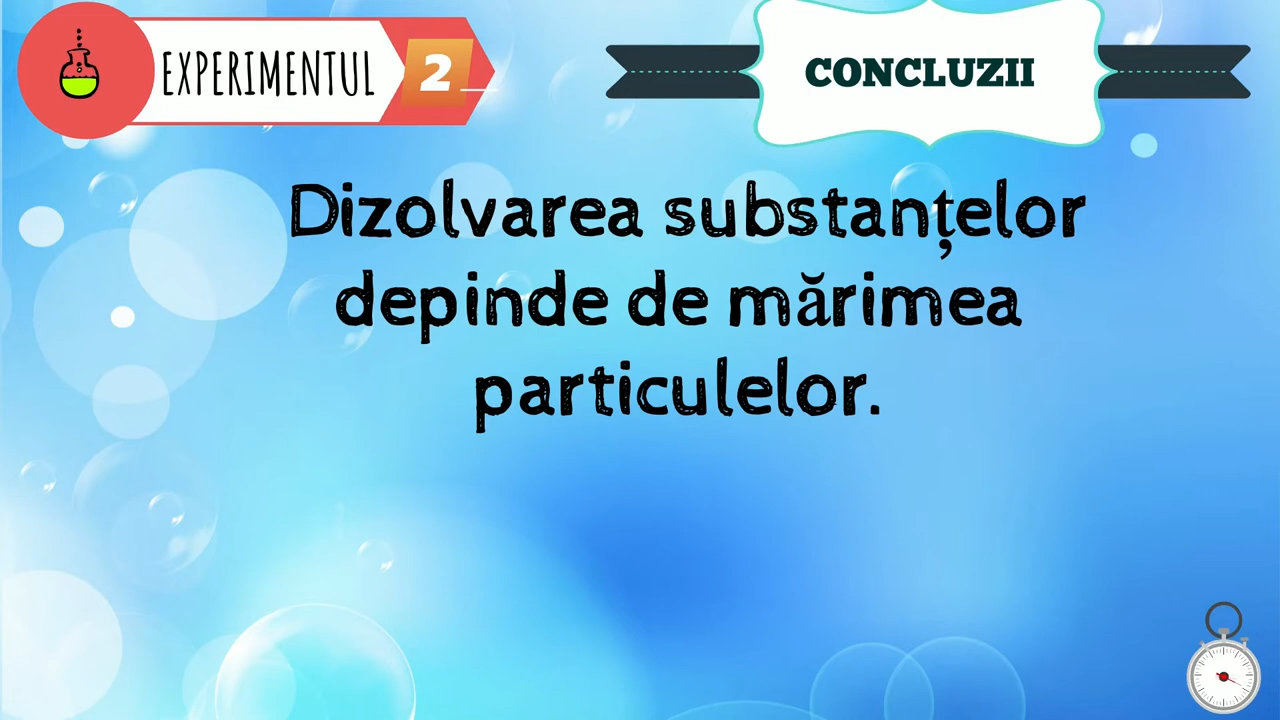 EXPERIMENTUL 2
CONCLUZII
Dizolvarea substanțelor
depinde de mărimea
particulelor.